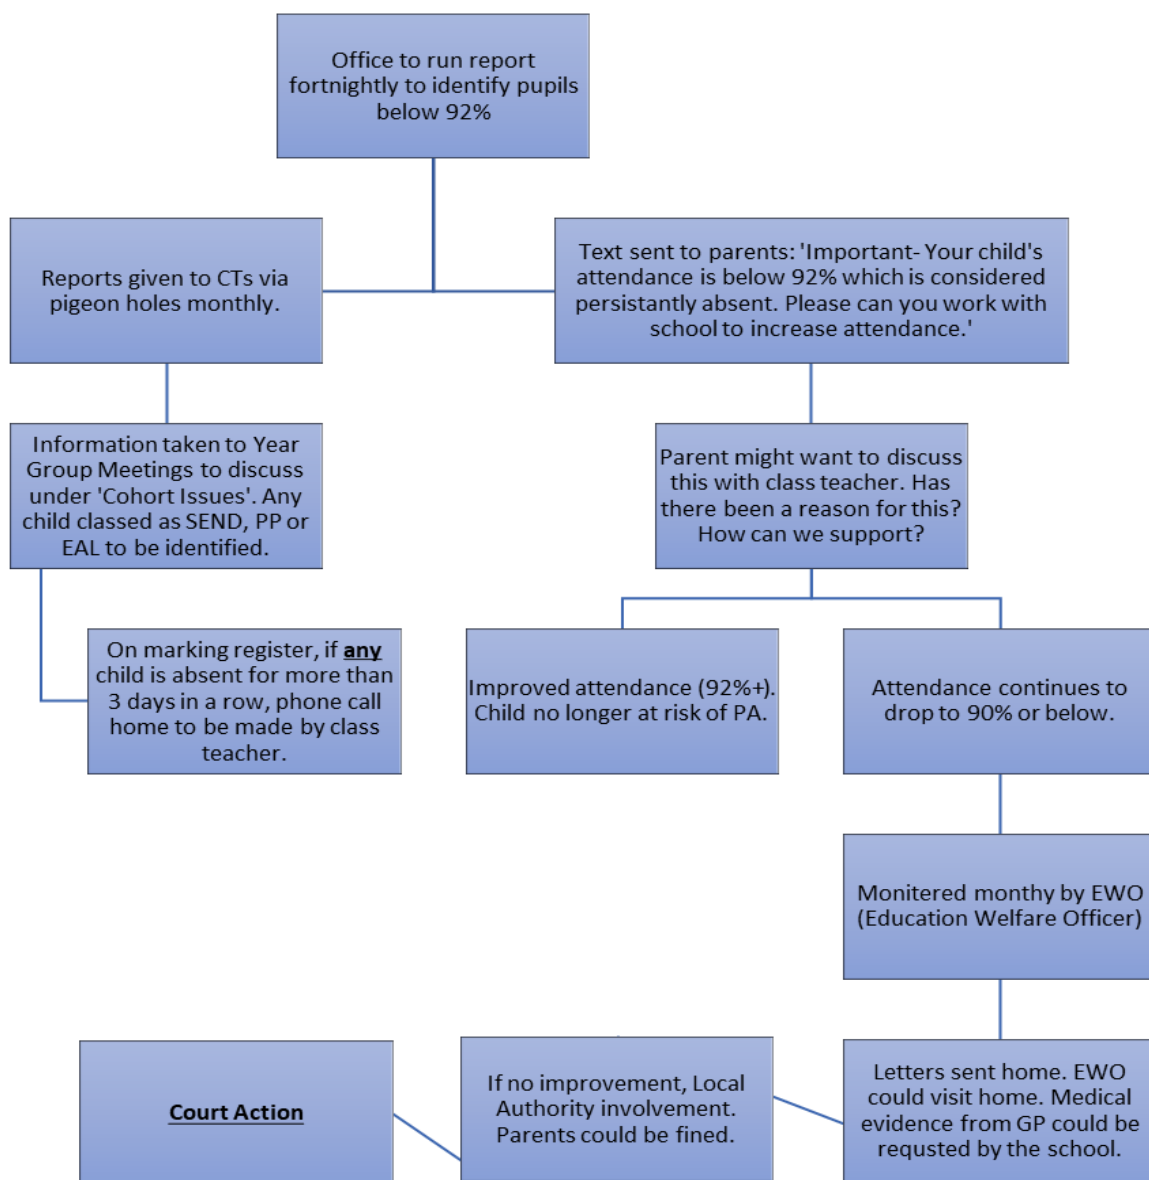 Office to run report
fortnightly to identify pupils
below 92%
Reports given to CTs via
pigeon holes monthly.
Text sent to parents: 'Important- Your child's
attendance is below 92% which is considered
persistantly absent. Please can you work with
school to increase attendance.'
Information taken to Year
Group Meetings to discuss
under 'Cohort Issues'. Any
child classed as SEND, PP or
EAL to be identified.
Parent might want to discuss
this with class teacher. Has
there been a reason for this?
How can we support?
On marking register, if any
child is absent for more than
3 days in a row, phone call
home to be made by class
teacher.
Improved attendance (92%+).
Child no longer at risk of PA.
Attendance continues to
drop to 90% or below.
Monitered monthy by EWO
(Education Welfare Officer)
Letters sent home. EWO
could visit home. Medical
evidence from GP could be
requsted by the school.
If no improvement, Local
Authority involvement.
Parents could be fined.
Court Action